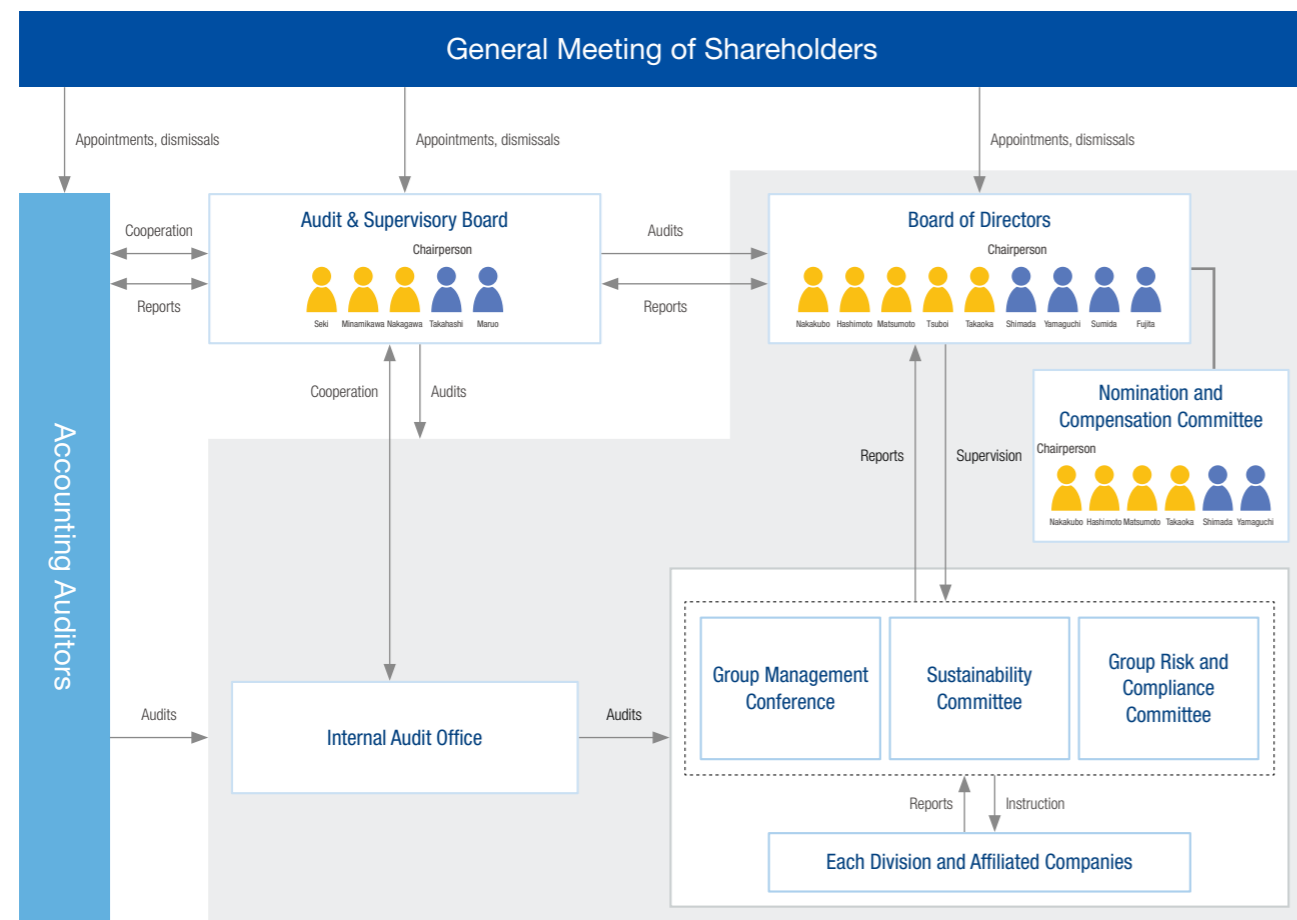 General Meeting of Shareholders
Appointments, dismissals
Appointments, dismissals
Appointments, dismissals
Accounting Auditors
Cooperation
Reports
Audit & Supervisory Board
Chairperson
Seki Minamikawa Nakagawa Takahashi Maruo
Audits
Reports
Board of Directors
Chairperson
Nakakubo Hashimoto Matsumoto Tsuboi Takaoka Shimada Yamaguchi Sumida Fujita
Cooperation
Audits
Reports
Supervision
Nomination and
Compensation Committee
Chairperson
Nakakubo Hashimoto Matsumoto Takaoka Shimada Yamaguchi
Audits
Internal Audit Office
Audits
Group Management
Conference
Sustainability
Committee
Group Risk and
Compliance
Committee
Reports
Instruction
Each Division and Affiliated Companies